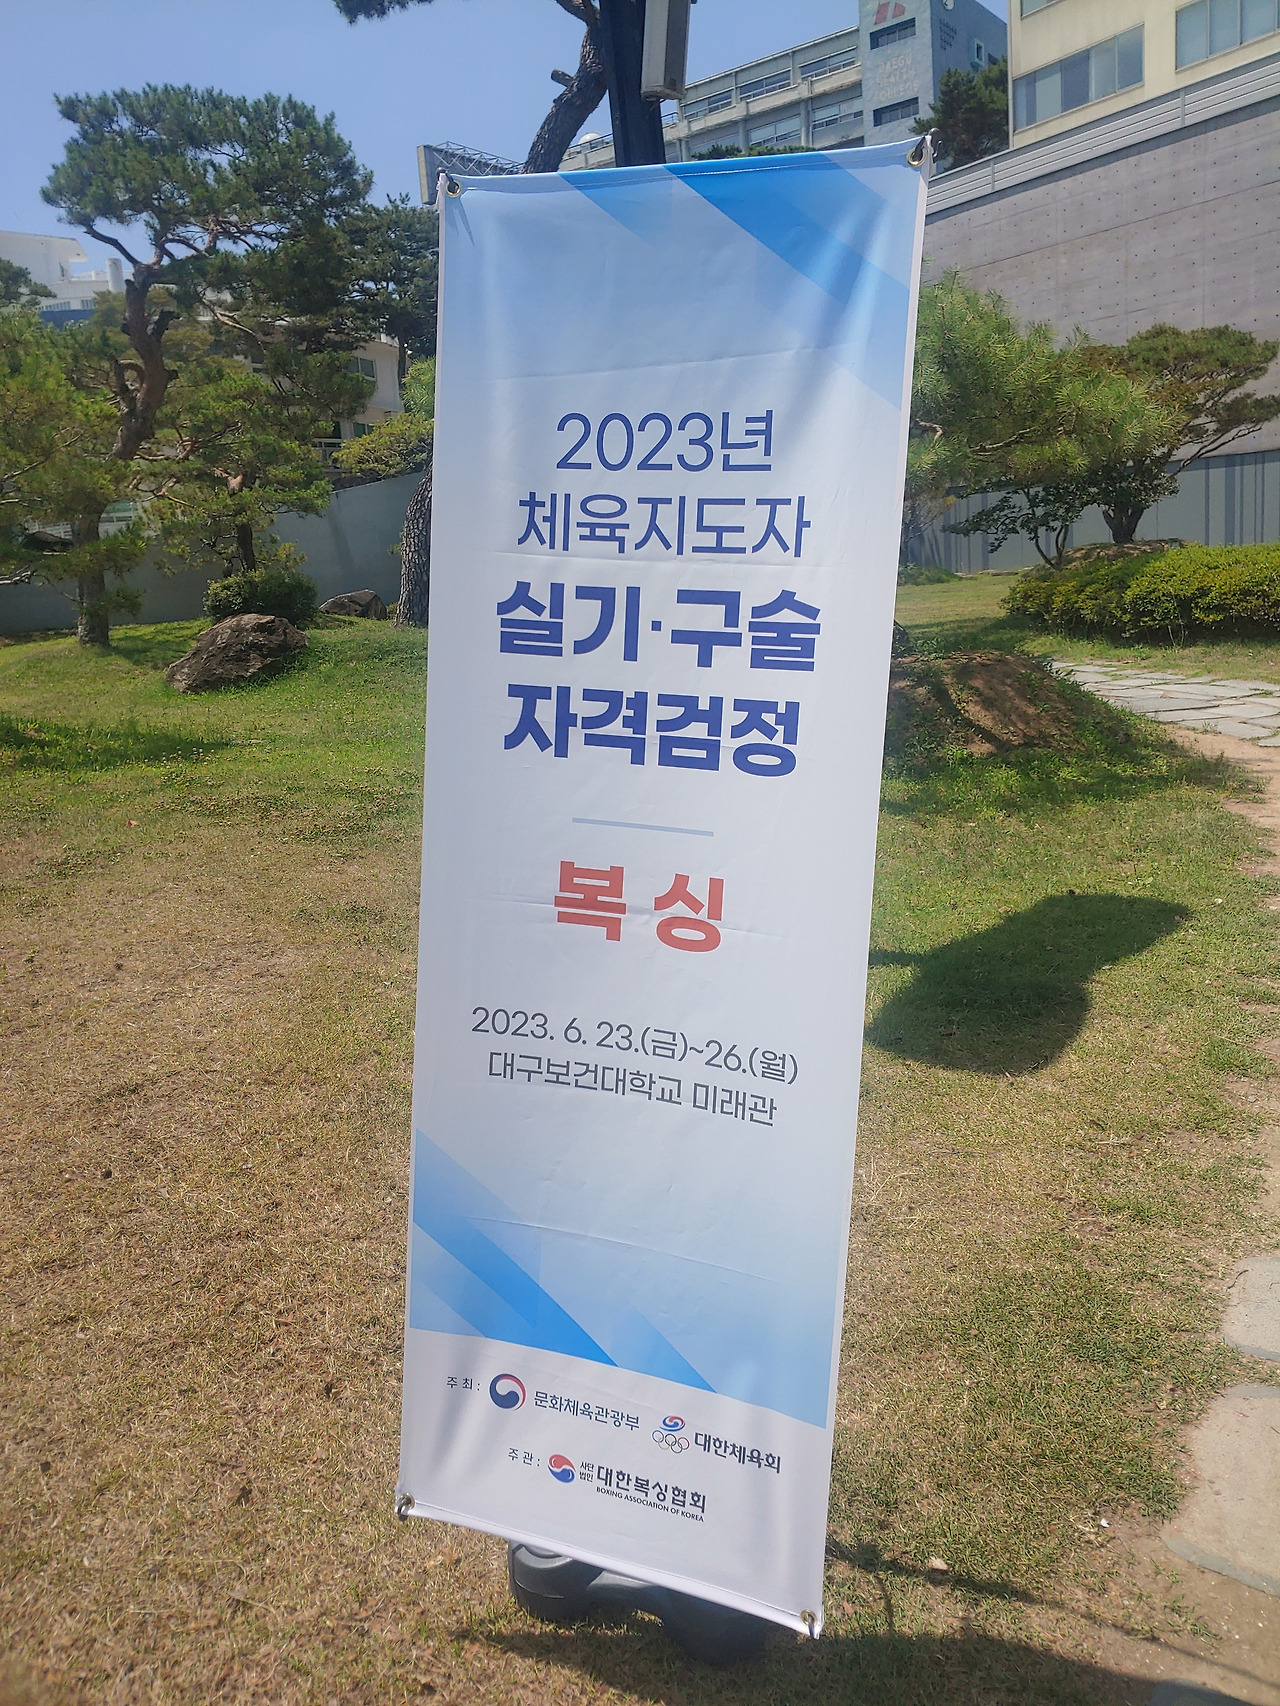 DAEGU
HEALTH
COLLEGE
2023년
체육지도자
실기·구술
자격검정
복싱
2023. 6. 23.(금)~26.(월)
대구보건대학교 미래관
주최: 문화체육관광부 대한체육회
주관: 사단법인 대한복싱협회
BOXING ASSOCIATION OF KOREA